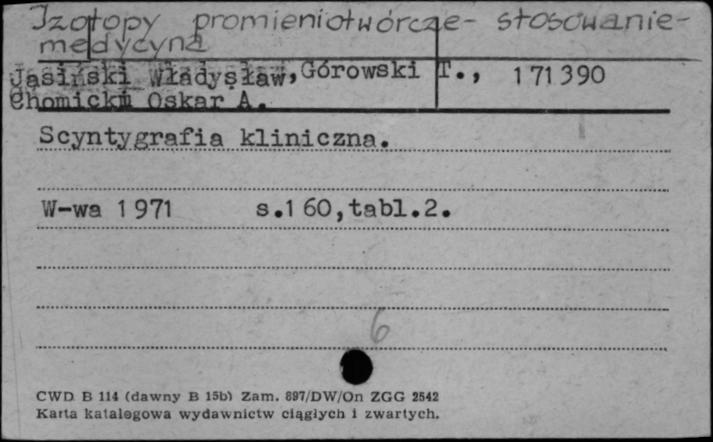 Izotopy promieniotwórcze- stosowanie-
medycyna
Jasiński Władysław, Górowski T., 171390
Chomicki Oskar A.
Scyntygrafia kliniczna.
W-wa 1971 s.160,tabl.2.
6
CWD B 114 (dawny B 15b) Zam. 897/DW/On ZGG 2542
Karta katalogowa wydawnictw ciągłych i zwartych.